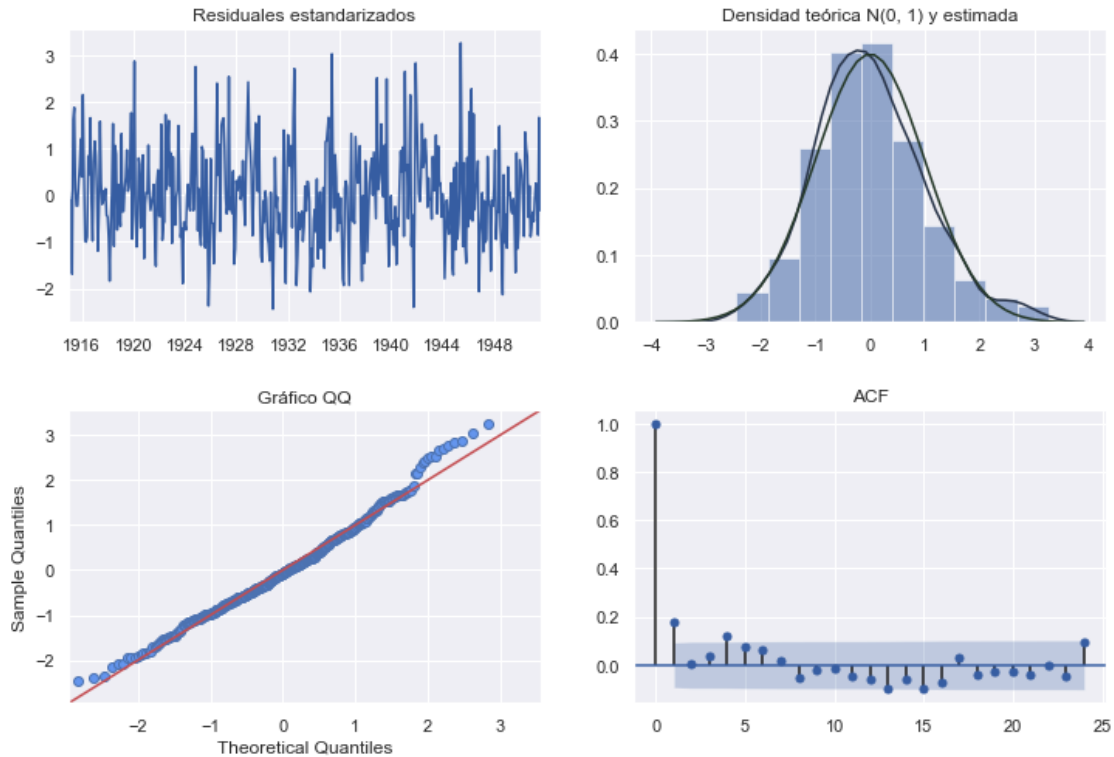 Residuales estandarizados
3
2
1
0
−1
−2
1916 1920 1924 1928 1932 1936 1940 1944 1948
Densidad teórica N(0, 1) y estimada
0.4
0.3
0.2
0.1
0.0
−4 −3 −2 −1 0 1 2 3 4
Gráfico QQ
Sample Quantiles
3
2
1
0
−1
−2
−2 −1 0 1 2 3
Theoretical Quantiles
ACF
1.0
0.8
0.6
0.4
0.2
0.0
0 5 10 15 20 25